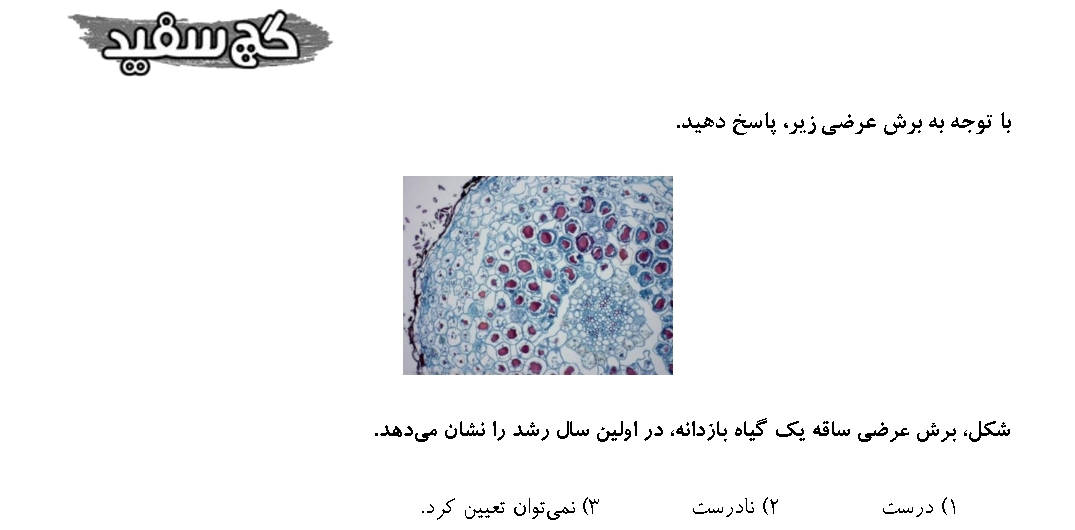 گچ سفید
با توجه به برش عرضی زیر، پاسخ دهید.
شکل، برش عرضی ساقه یک گیاه بازدانه، در اولین سال رشد را نشان می‌دهد.
۱) درست ۲) نادرست ۳) نمی‌توان تعیین کرد.